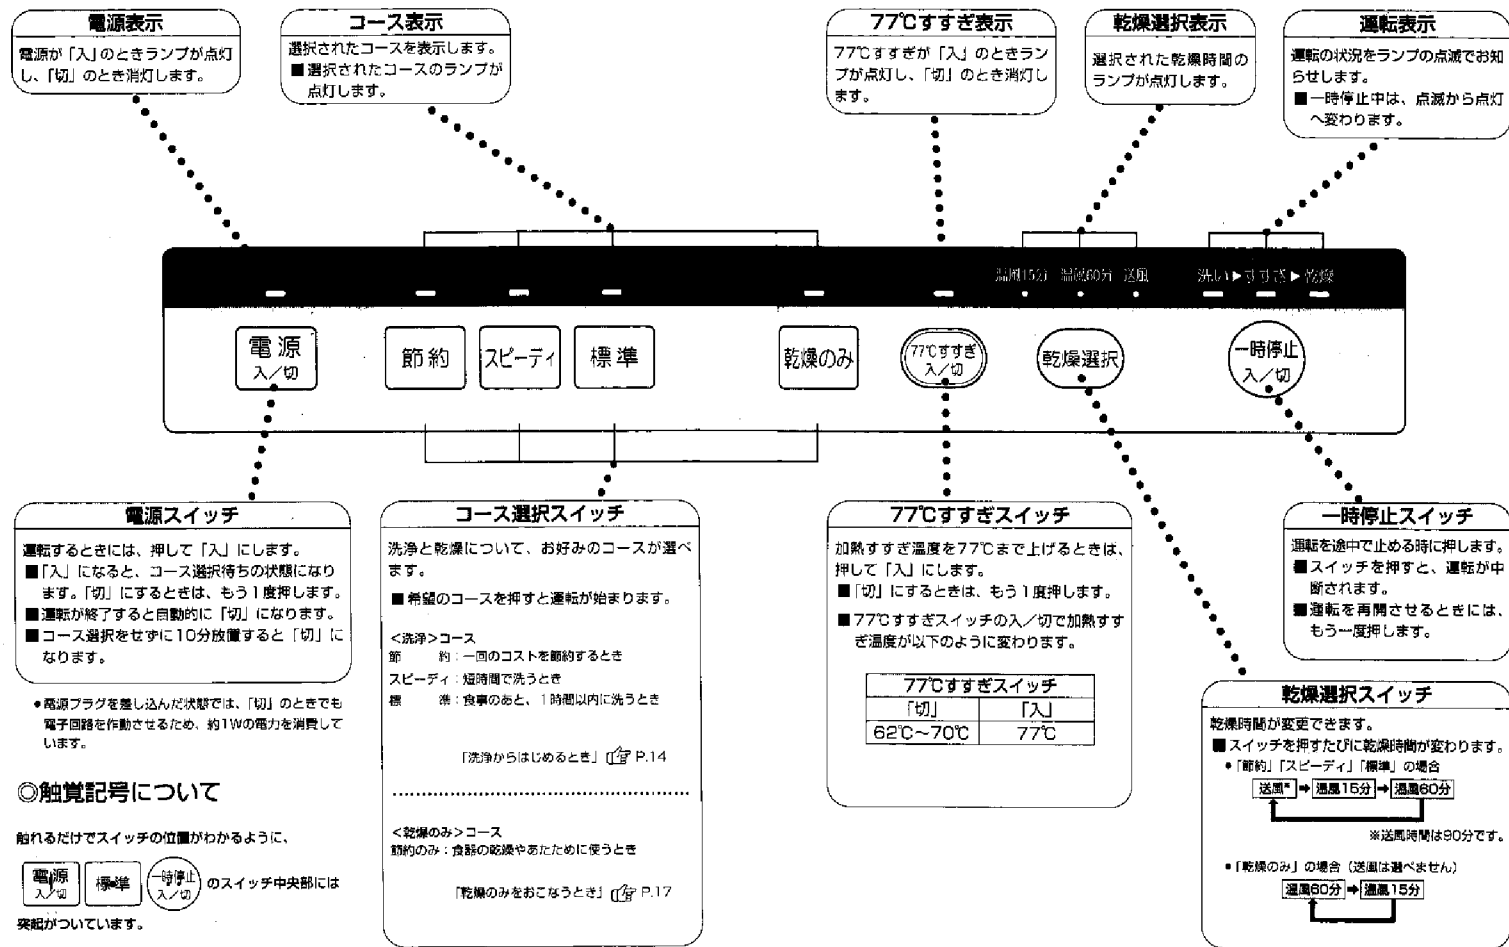 電源表示
電源が「入」のときランプが点灯
し、「切」のとき消灯します。
コース表示
選択されたコースを表示します。
■選択されたコースのランプが
点灯します。
77℃すすぎ表示
77℃すすぎが「入」のときラン
プが点灯し、「切」のとき消灯し
ます。
乾燥選択表示
選択された乾燥時間の
ランプが点灯します。
運転表示
運転の状況をランプの点滅でお知
らせします。
■一時停止中は、点滅から点灯
へ変わります。
温風15分 温風60分 送風 洗い▶すすぎ▶乾燥
電源
入/切
節約
スピーディ
標準
乾燥のみ
77℃すすぎ
入/切
乾燥選択
一時停止
入/切
電源スイッチ
運転するときには、押して「入」にします。
■「入」になると、コース選択待ちの状態になり
ます。「切」にするときは、もう1度押します。
■運転が終了すると自動的に「切」になります。
■コース選択をせずに10分放置すると「切」に
なります。
●電源プラグを差し込んだ状態では、「切」のときでも
電子回路を作動させるため、約1Wの電力を消費して
います。
◎触覚記号について
触れるだけでスイッチの位置がわかるように、
電源
入/切
標準
一時停止
入/切
のスイッチ中央部には
突起がついています。
コース選択スイッチ
洗浄と乾燥について、お好みのコースが選べ
ます。
■希望のコースを押すと運転が始まります。
<洗浄>コース
節約:一回のコストを節約するとき
スピーディ:短時間で洗うとき
標準:食事のあと、1時間以内に洗うとき
「洗浄からはじめるとき」☞P.14
<乾燥のみ>コース
節約のみ:食器の乾燥やあたために使うとき
「乾燥のみをおこなうとき」☞P.17
77℃すすぎスイッチ
加熱すすぎ温度を77℃まで上げるときは、
押して「入」にします。
■「切」にするときは、もう1度押します。
■77℃すすぎスイッチの入/切で加熱すす
ぎ温度が以下のように変わります。
77℃すすぎスイッチ
「切」 「入」
62℃~70℃ 77℃
一時停止スイッチ
運転を途中で止める時に押します。
■スイッチを押すと、運転が中
断されます。
■運転を再開させるときには、
もう一度押します。
乾燥選択スイッチ
乾燥時間が変更できます。
■スイッチを押すたびに乾燥時間が変わります。
●「節約」「スピーディ」「標準」の場合
送風*➡温風15分➡温風60分
※送風時間は90分です。
●「乾燥のみ」の場合(送風は選べません)
温風60分➡温風15分